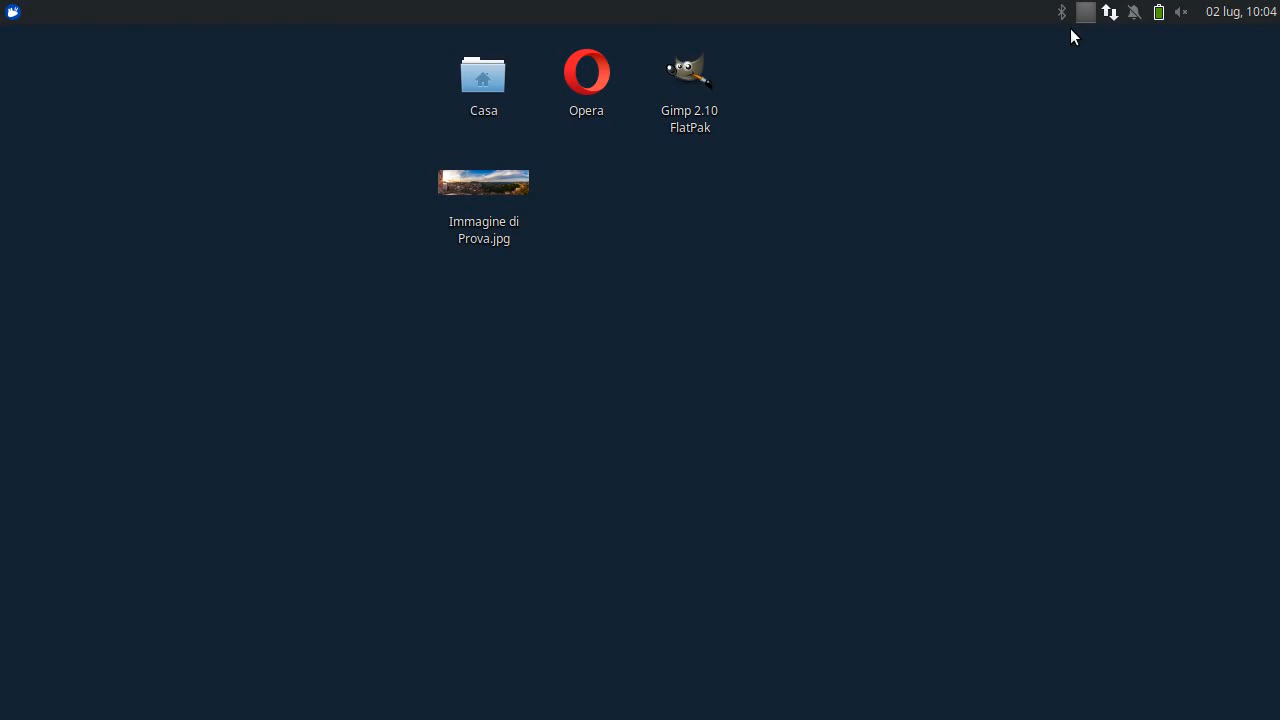 02 lug, 10:04
Casa
Opera
Gimp 2.10
FlatPak
Immagine di
Prova.jpg